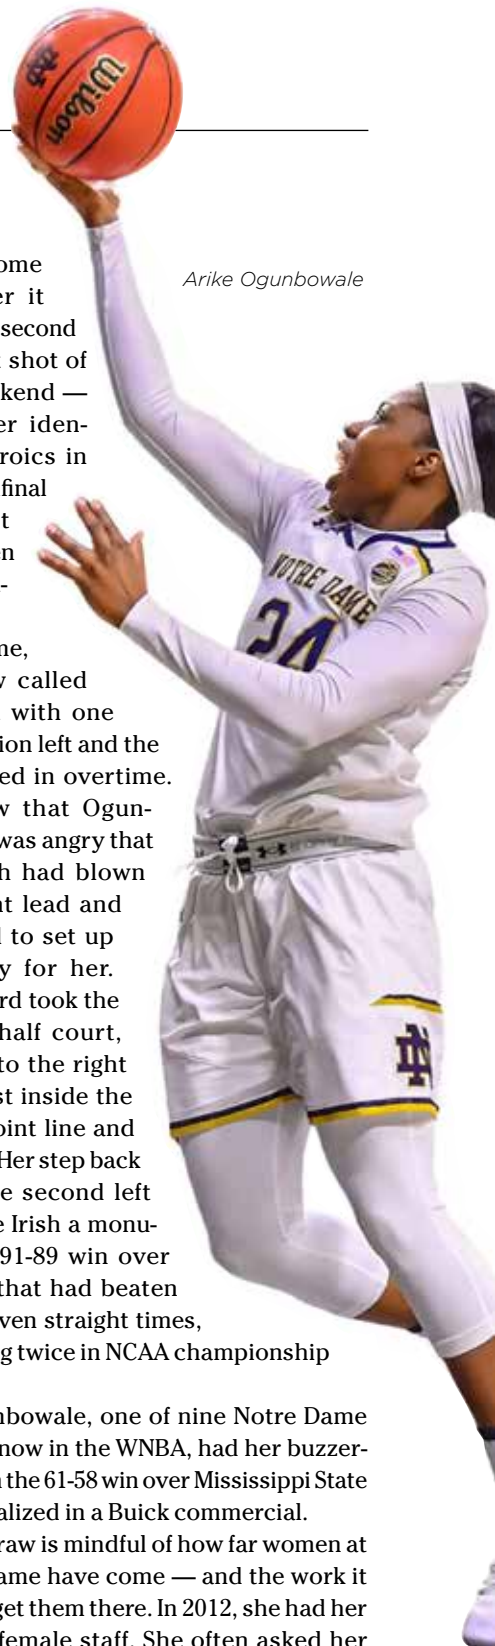 Wilson
Arike Ogunbowale
ome
er it
second
shot of
kend —
er iden-
roics in
final
t
en
-
NOTRE DAME
24
me,
called
with one
ion left and the
ed in overtime.
w that Ogun-
was angry that
h had blown
nt lead and
to set up
y for her.
rd took the
half court,
to the right
st inside the
oint line and
Her step back
e second left
e Irish a monu-
91-89 win over
that had beaten
ven straight times,
g twice in NCAA championship
nbowale, one of nine Notre Dame
now in the WNBA, had her buzzer-
n the 61-58 win over Mississippi State
alized in a Buick commercial.
raw is mindful of how far women at
ame have come — and the work it
get them there. In 2012, she had her
female staff. She often asked her